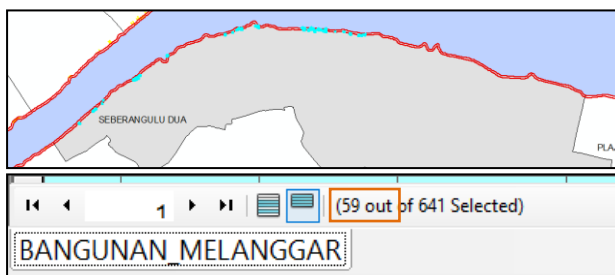 SEBERANGULU DUA
PLA
1 (59 out of 641 Selected)
BANGUNAN_MELANGGAR